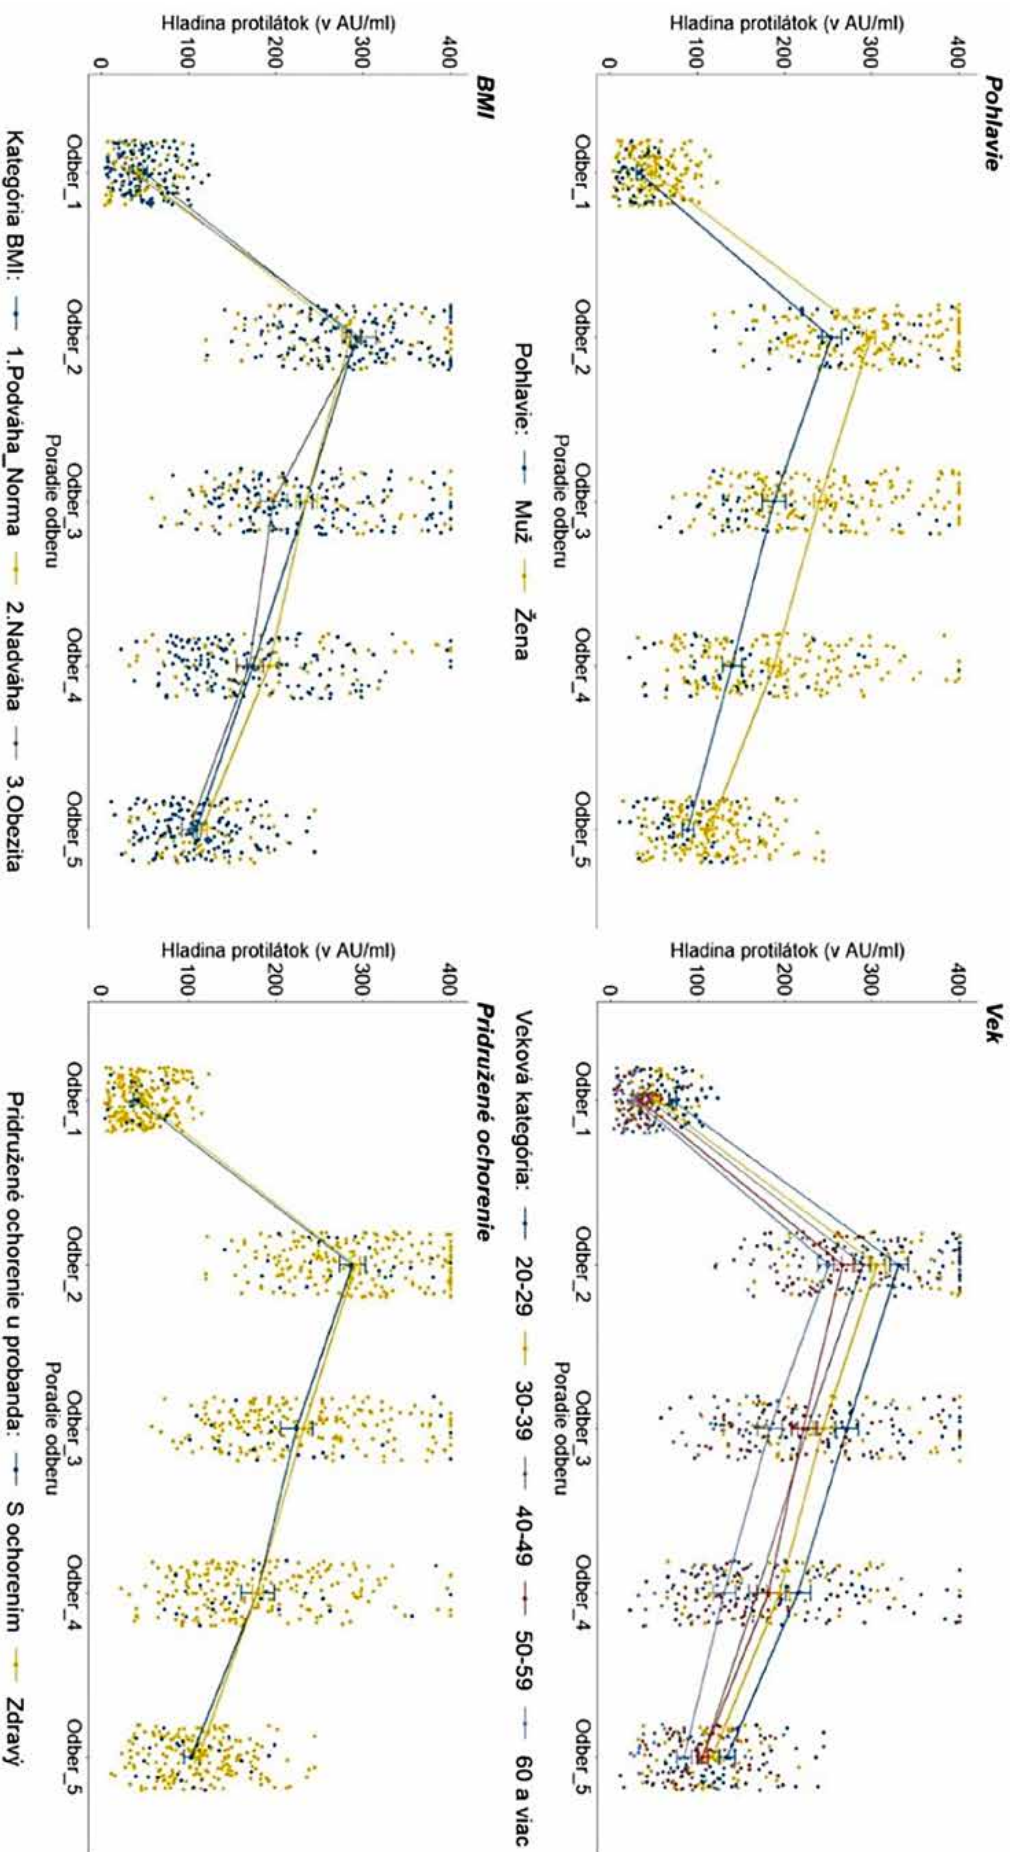 Pohlavie
Hladina protilátok (v AU/ml)
400
300
200
100
0
Odber_1 Odber_2 Odber_3 Odber_4 Odber_5
Poradie odberu
Pohlavie: Muž Žena
Vek
Hladina protilátok (v AU/ml)
400
300
200
100
0
Odber_1 Odber_2 Odber_3 Odber_4 Odber_5
Poradie odberu
Veková kategória: 20-29 30-39 40-49 50-59 60 a viac
BMI
Hladina protilátok (v AU/ml)
400
300
200
100
0
Odber_1 Odber_2 Odber_3 Odber_4 Odber_5
Poradie odberu
Kategória BMI: 1.Podváha_Norma 2.Nadváha 3.Obezita
Pridružené ochorenie
Hladina protilátok (v AU/ml)
400
300
200
100
0
Odber_1 Odber_2 Odber_3 Odber_4 Odber_5
Poradie odberu
Pridružené ochorenie u probanda: S ochorením Zdravý